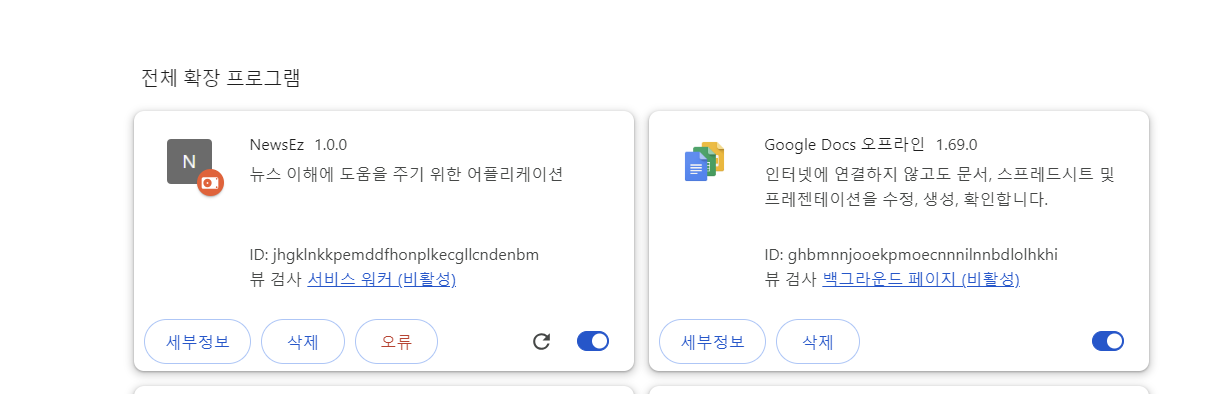 전체 확장 프로그램
N
NewsEz 1.0.0
뉴스 이해에 도움을 주기 위한 어플리케이션
ID: jhgklnkkpemddfhonplkecgllcndenbm
뷰 검사 서비스 워커 (비활성)
세부정보 삭제 오류
Google Docs 오프라인 1.69.0
인터넷에 연결하지 않고도 문서, 스프레드시트 및
프레젠테이션을 수정, 생성, 확인합니다.
ID: ghbmnnjooekpmoecnnnilnnbdlolhkhi
뷰 검사 백그라운드 페이지 (비활성)
세부정보 삭제